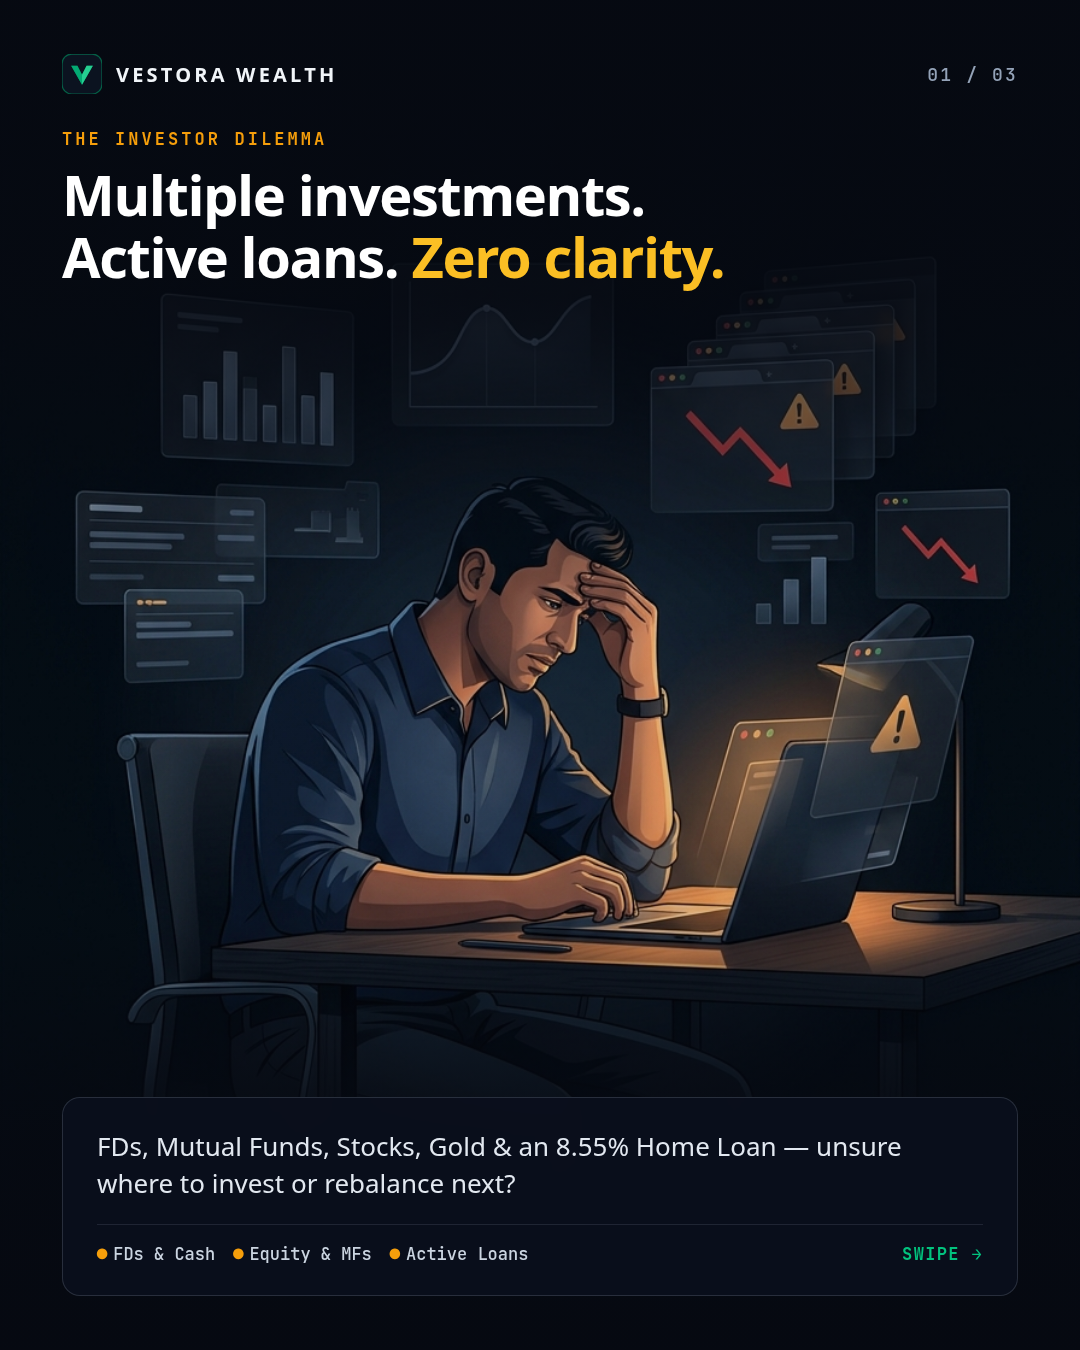 VESTORA WEALTH
01 / 03
THE INVESTOR DILEMMA
Multiple investments.
Active loans. Zero clarity.
FDs, Mutual Funds, Stocks, Gold & an 8.55% Home Loan — unsure
where to invest or rebalance next?
FDs & Cash
Equity & MFs
Active Loans
SWIPE →